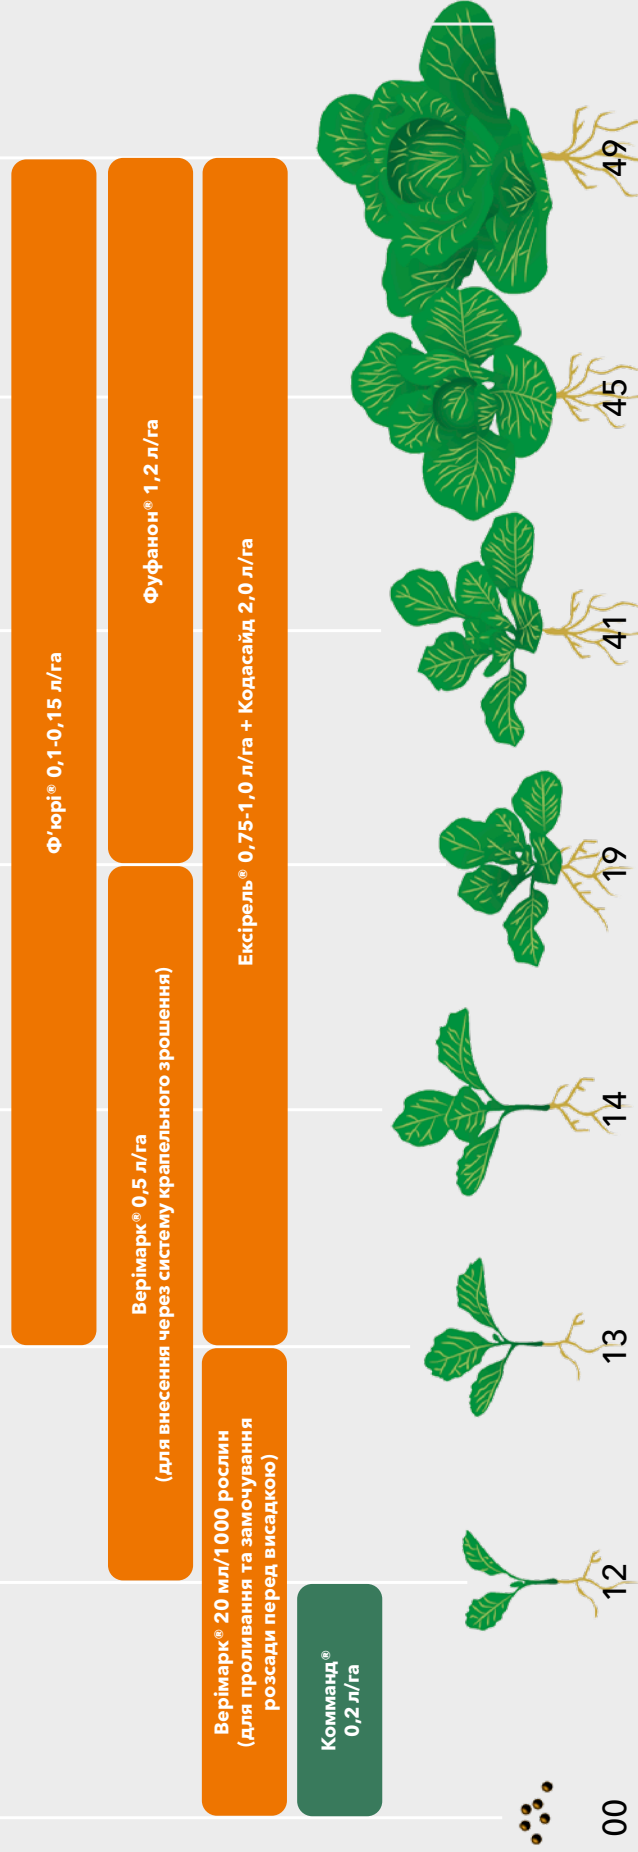 Ф’юрі® 0,1-0,15 л/га
Верімарк® 0,5 л/га
(для внесення через систему крапельного зрошення)
Фуфанон® 1,2 л/га
Верімарк® 20 мл/1000 рослин
(для проливання та замочування
розсади перед висадкою)
Ексірель® 0,75-1,0 л/га + Кодасайд 2,0 л/га
Комманд®
0,2 л/га
00
12
13
14
19
41
45
49